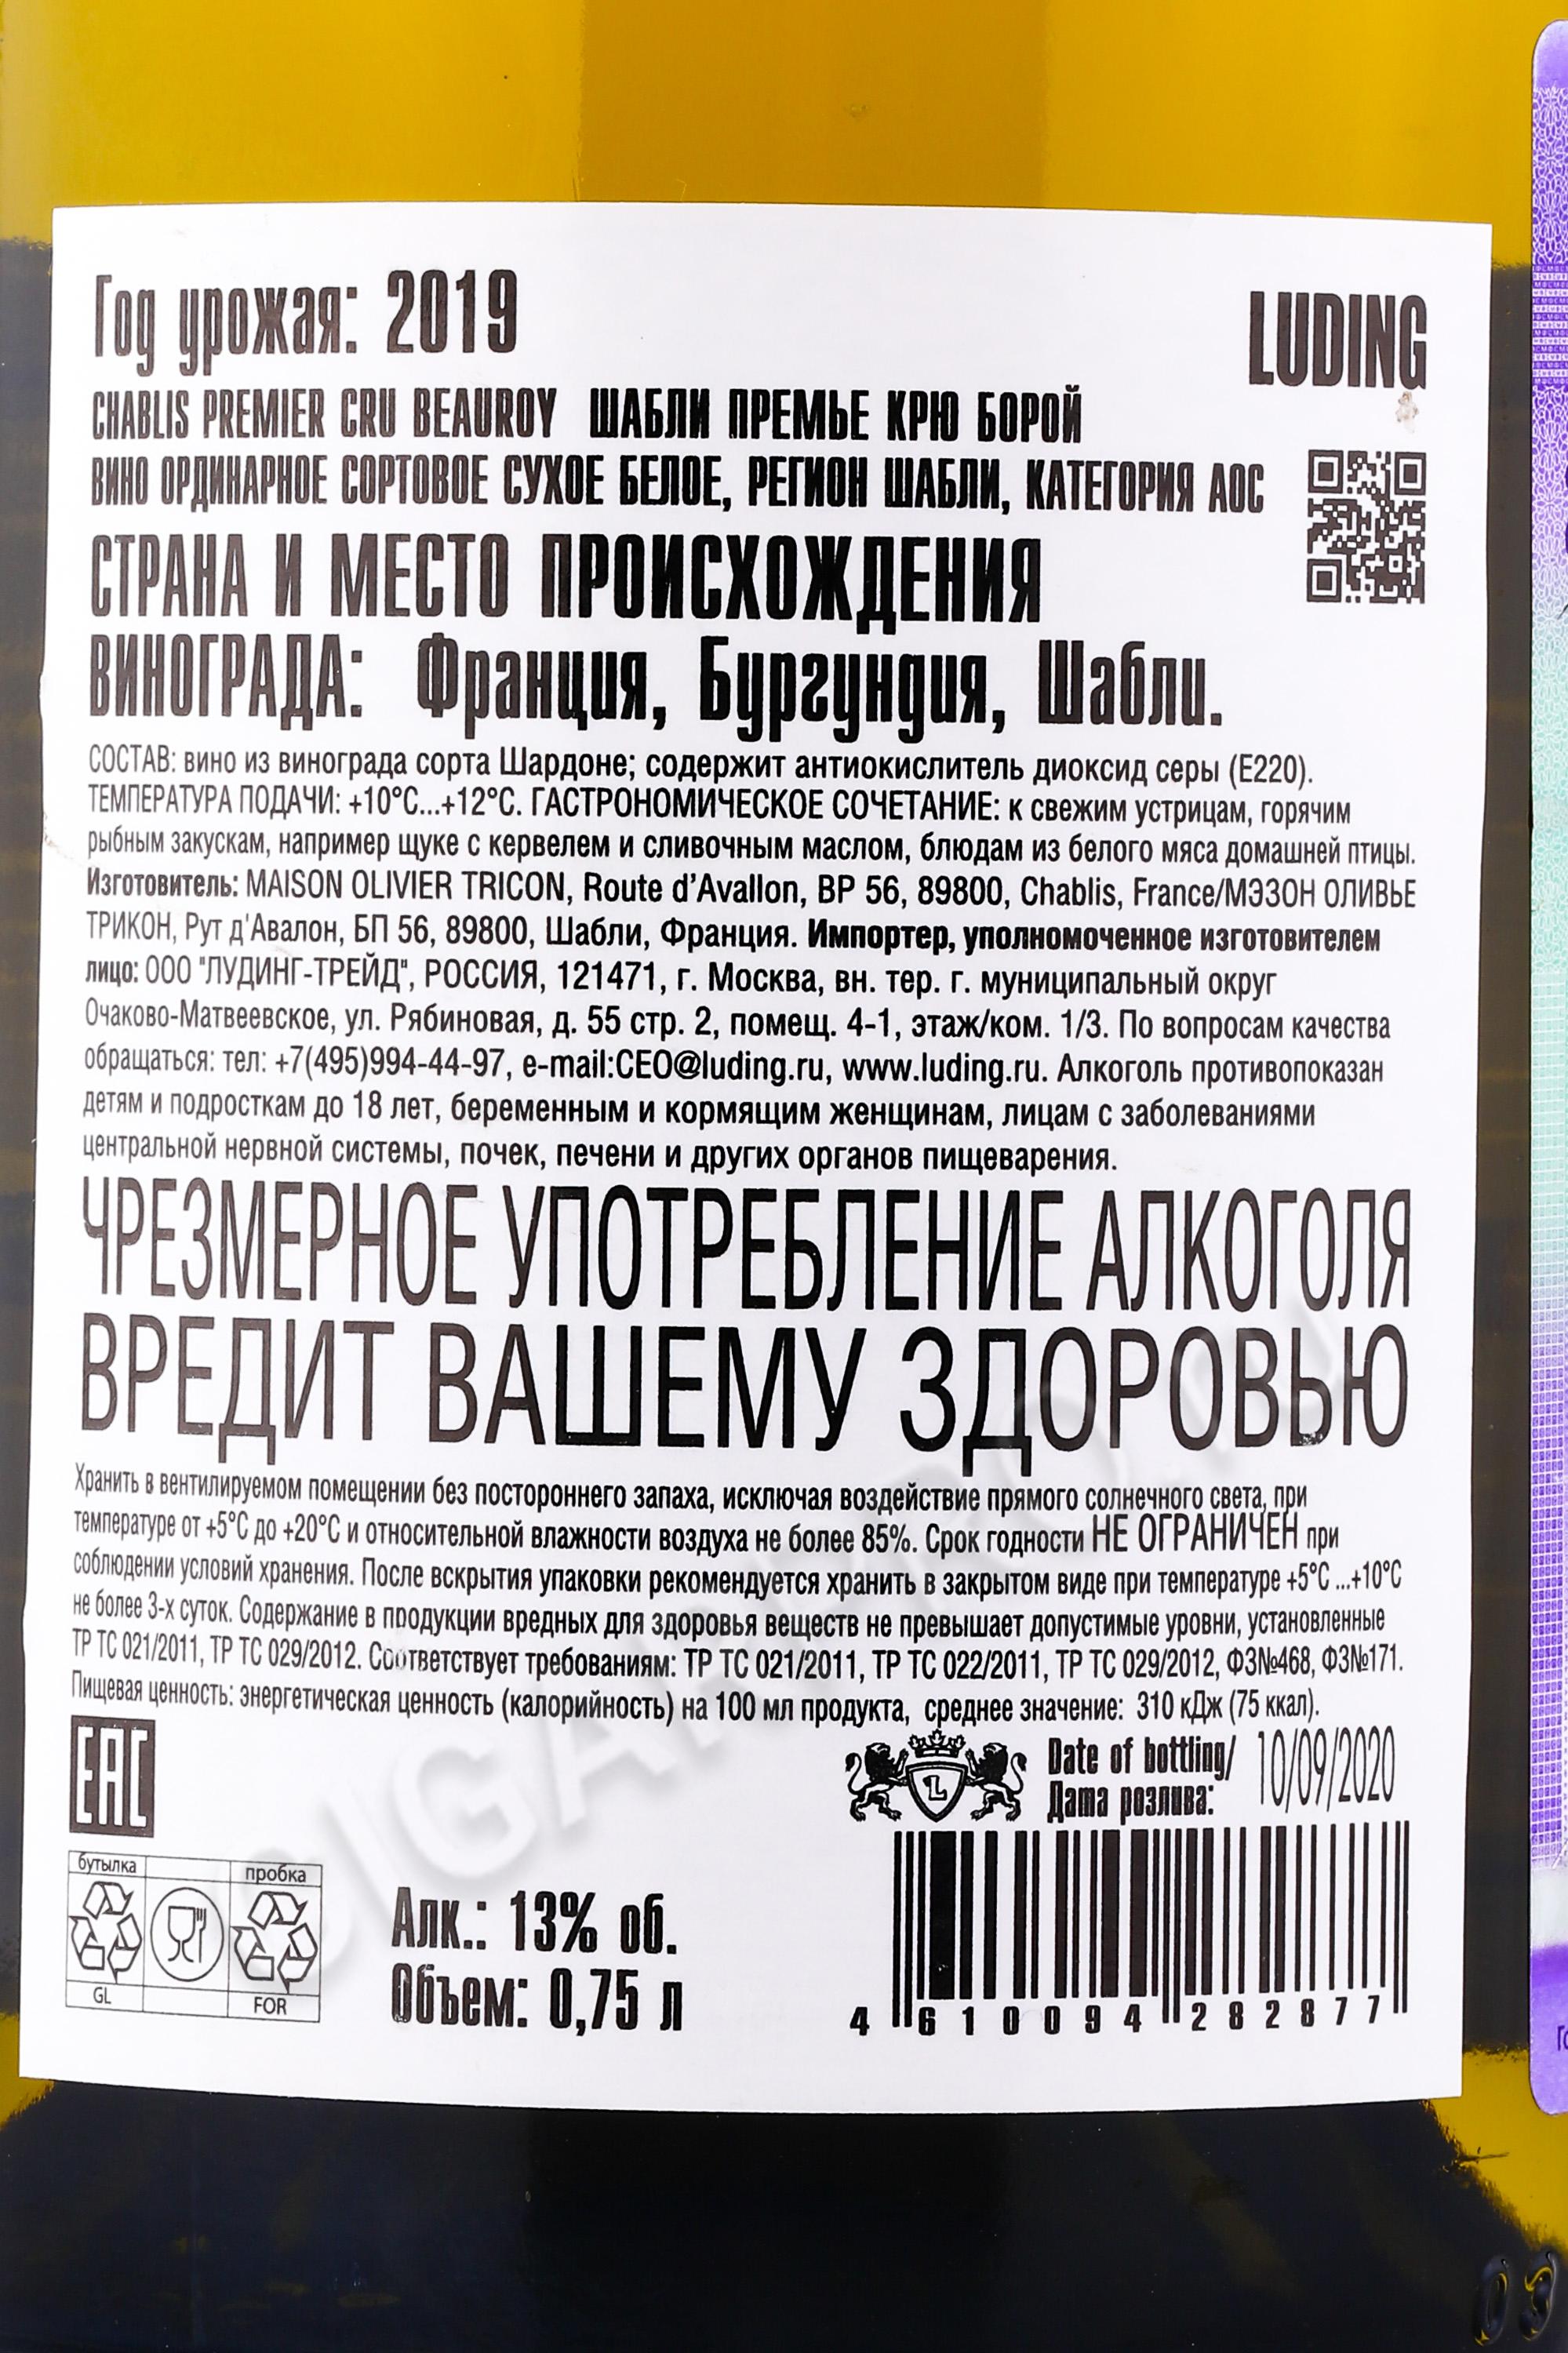 Год урожая: 2019
LUDING
CHABLIS PREMIER CRU BEAUROY ШАБЛИ ПРЕМЬЕ КРЮ БОРОЙ
ВИНО ОРДИНАРНОЕ СОРТОВОЕ СУХОЕ БЕЛОЕ, РЕГИОН ШАБЛИ, КАТЕГОРИЯ AOC
СТРАНА И МЕСТО ПРОИСХОЖДЕНИЯ
ВИНОГРАДА: Франция, Бургундия, Шабли.
СОСТАВ: вино из винограда сорта Шардоне; содержит антиокислитель диоксид серы (Е220).
ТЕМПЕРАТУРА ПОДАЧИ: +10°С...+12°С. ГАСТРОНОМИЧЕСКОЕ СОЧЕТАНИЕ: к свежим устрицам, горячим
рыбным закускам, например щуке с кервелем и сливочным маслом, блюдам из белого мяса домашней птицы.
Изготовитель: MAISON OLIVIER TRICON, Route d'Avallon, BP 56, 89800, Chablis, France/МЭЗОН ОЛИВЬЕ
ТРИКОН, Рут д'Авалон, БП 56, 89800, Шабли, Франция. Импортер, уполномоченное изготовителем
лицо: ООО "ЛУДИНГ-ТРЕЙД", РОССИЯ, 121471, г. Москва, вн. тер. г. муниципальный округ
Очаково-Матвеевское, ул. Рябиновая, д. 55 стр. 2, помещ. 4-1, этаж/ком. 1/3. По вопросам качества
обращаться: тел: +7(495)994-44-97, e-mail:CEO@luding.ru, www.luding.ru. Алкоголь противопоказан
детям и подросткам до 18 лет, беременным и кормящим женщинам, лицам с заболеваниями
центральной нервной системы, почек, печени и других органов пищеварения.
ЧРЕЗМЕРНОЕ УПОТРЕБЛЕНИЕ АЛКОГОЛЯ
ВРЕДИТ ВАШЕМУ ЗДОРОВЬЮ
Хранить в вентилируемом помещении без постороннего запаха, исключая воздействие прямого солнечного света, при
температуре от +5°С до +20°С и относительной влажности воздуха не более 85%. Срок годности НЕ ОГРАНИЧЕН при
соблюдении условий хранения. После вскрытия упаковки рекомендуется хранить в закрытом виде при температуре +5°С ...+10°С
не более 3-х суток. Содержание в продукции вредных для здоровья веществ не превышает допустимые уровни, установленные
ТР ТС 021/2011, ТР ТС 029/2012. Соответствует требованиям: ТР ТС 021/2011, ТР ТС 022/2011, ТР ТС 029/2012, ФЗ№468, ФЗ№171.
Пищевая ценность: энергетическая ценность (калорийность) на 100 мл продукта, среднее значение: 310 кДж (75 ккал).
EAC
L
Date of bottling/
Дата розлива:
10/09/2020
бутылка пробка
GL FOR
Алк.: 13% об.
Объем: 0,75 л
4 610094 282877
03